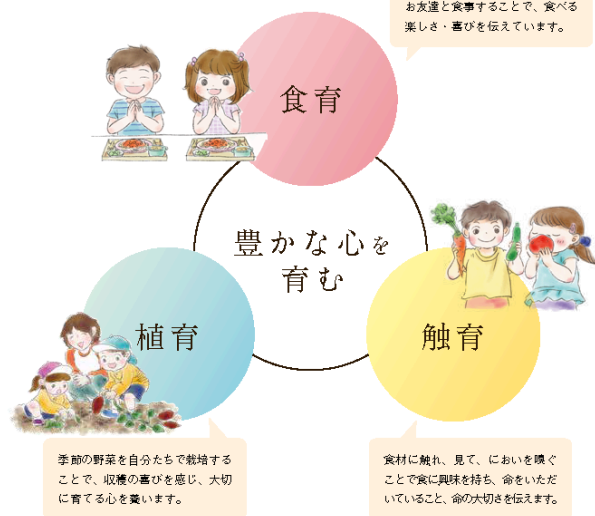 お友達と食事することで、食べる
楽しさ・喜びを伝えています。
食育
豊かな心を
育む
植育
触育
季節の野菜を自分たちで栽培する
ことで、収穫の喜びを感じ、大切
に育てる心を養います。
食材に触れ、見て、においを嗅ぐ
ことで食に興味を持ち、命をいただ
いていること、命の大切さを伝えます。